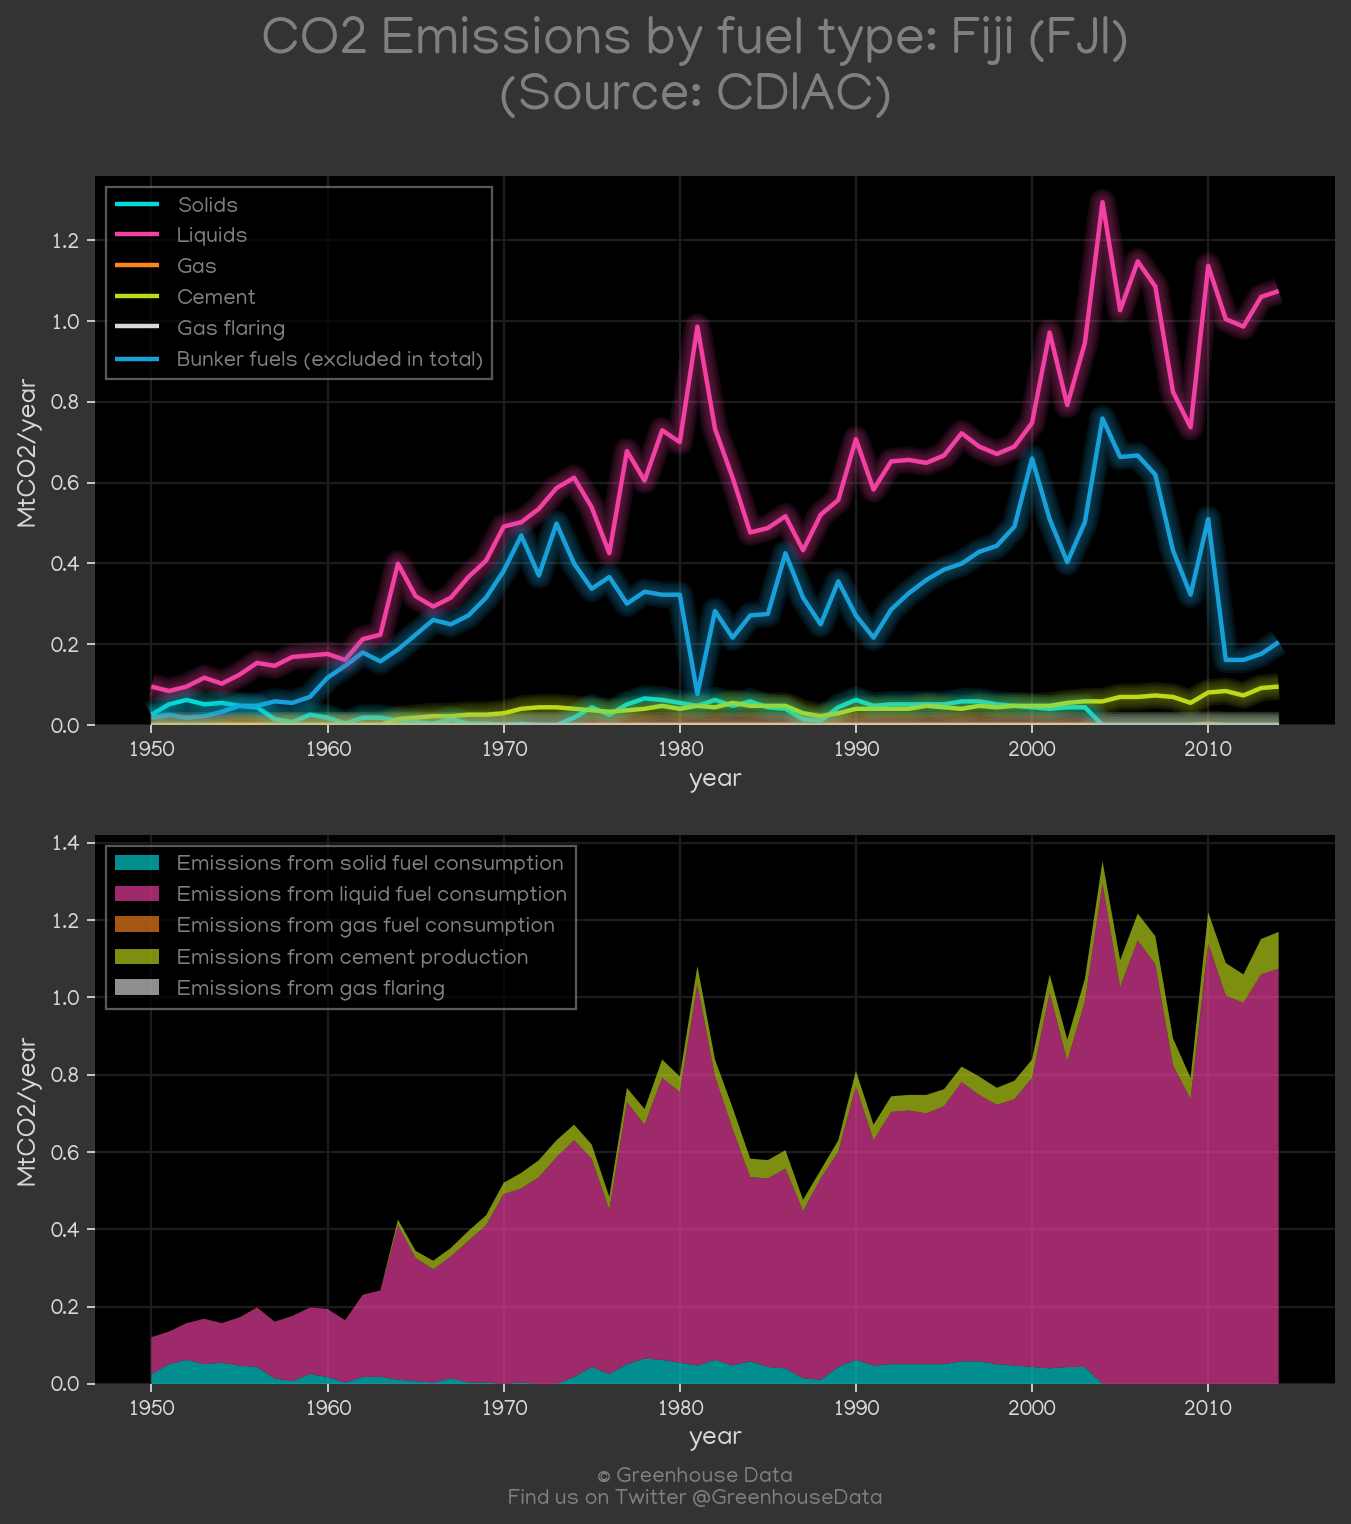 CO2 Emissions by fuel type: Fiji (FJI)
(Source: CDIAC)
Solids
Liquids
Gas
Cement
Gas flaring
Bunker fuels (excluded in total)
MtCO2/year
1.2
1.0
0.8
0.6
0.4
0.2
0.0
1950 1960 1970 1980 1990 2000 2010
year
Emissions from solid fuel consumption
Emissions from liquid fuel consumption
Emissions from gas fuel consumption
Emissions from cement production
Emissions from gas flaring
MtCO2/year
1.4
1.2
1.0
0.8
0.6
0.4
0.2
0.0
1950 1960 1970 1980 1990 2000 2010
year
© Greenhouse Data
Find us on Twitter @GreenhouseData